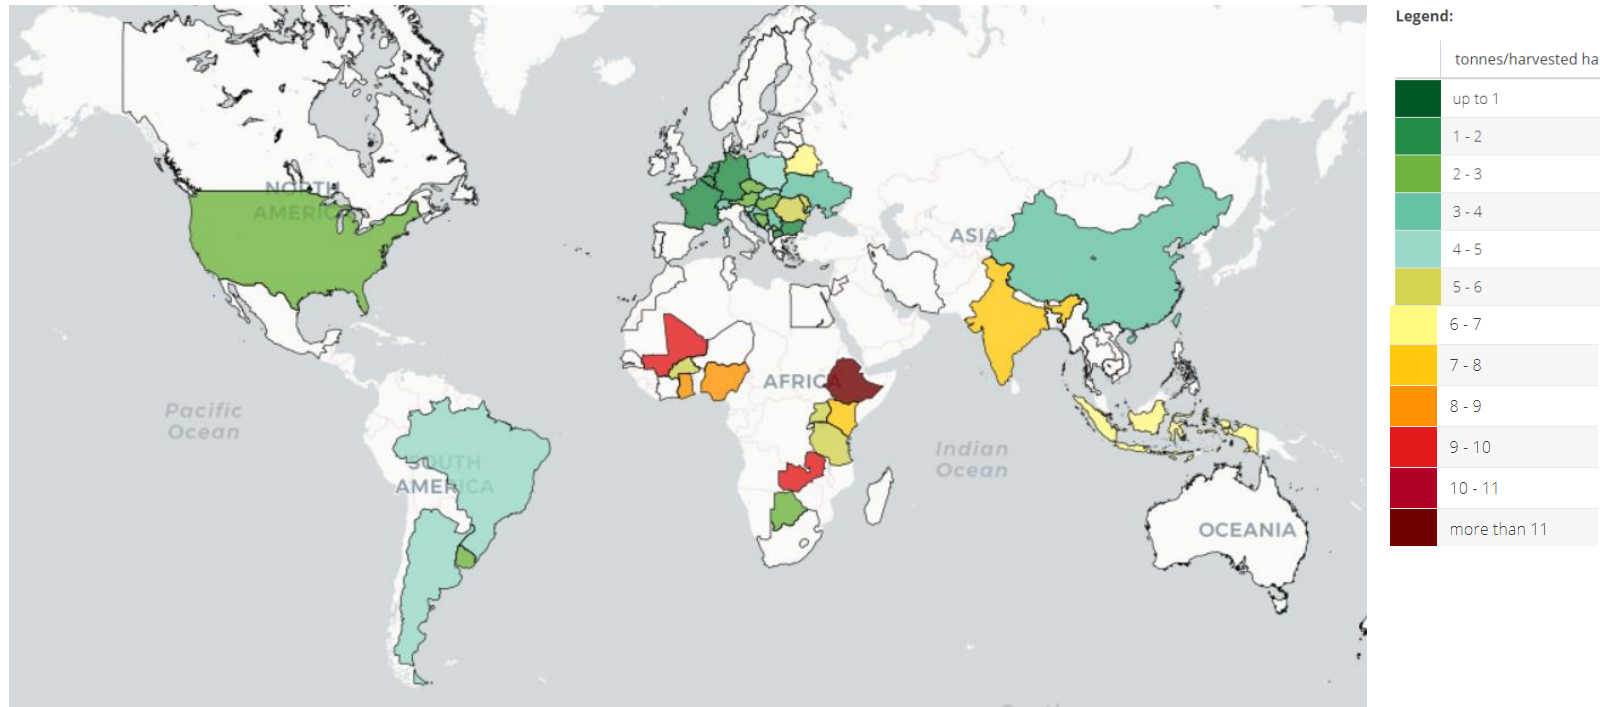 Legend:
tonnes/harvested ha
up to 1
1 - 2
2 - 3
3 - 4
4 - 5
5 - 6
6 - 7
7 - 8
8 - 9
9 - 10
10 - 11
more than 11
NORTH
AMERICA
ASIA
AFRICA
Pacific
Ocean
SOUTH
AMERICA
Indian
Ocean
OCEANIA